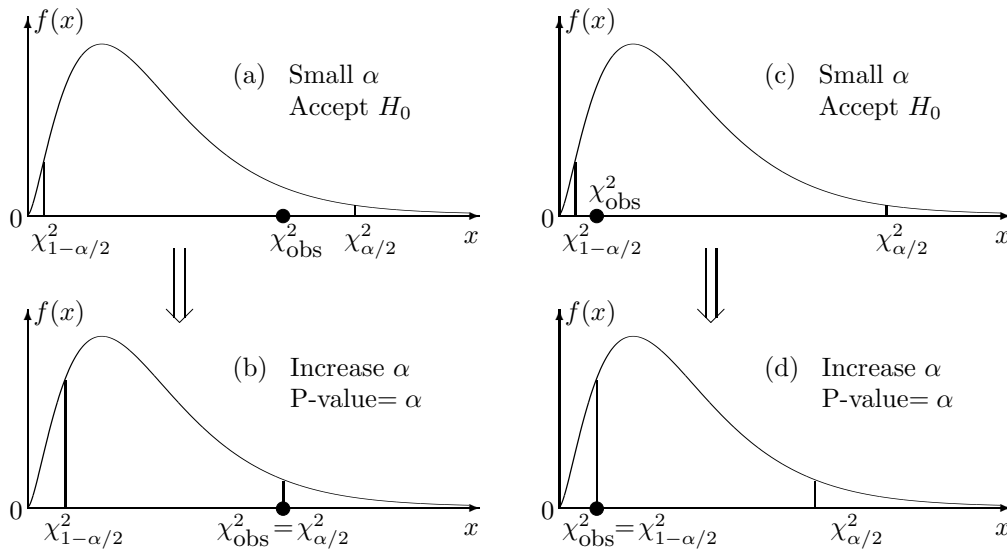 f(x)
(a) Small α
Accept H₀
0
χ²₁₋α/₂
χ²obs
χ²α/₂
x
f(x)
(c) Small α
Accept H₀
χ²obs
0
χ²₁₋α/₂
χ²α/₂
x
f(x)
(b) Increase α
P-value= α
0
χ²₁₋α/₂
χ²obs=χ²α/₂
x
f(x)
(d) Increase α
P-value= α
0
χ²obs=χ²₁₋α/₂
χ²α/₂
x